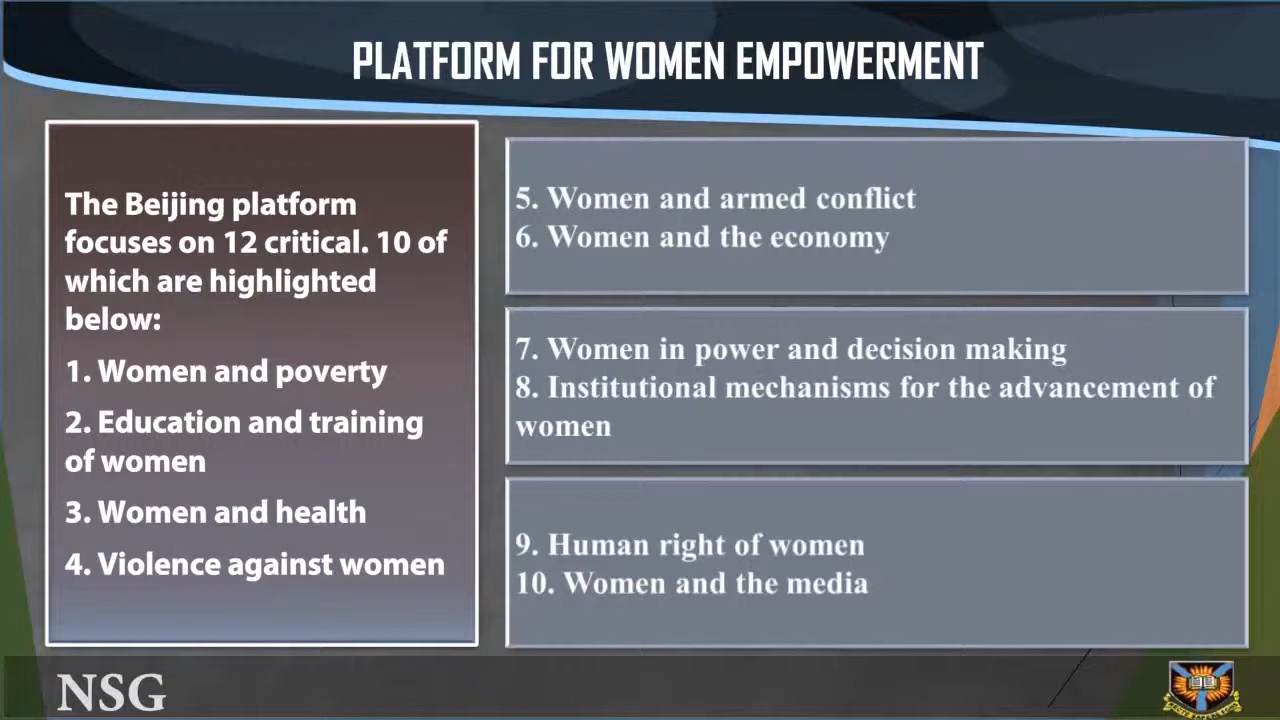 PLATFORM FOR WOMEN EMPOWERMENT
The Beijing platform
focuses on 12 critical. 10 of
which are highlighted
below:
1. Women and poverty
2. Education and training
of women
3. Women and health
4. Violence against women
5. Women and armed conflict
6. Women and the economy
7. Women in power and decision making
8. Institutional mechanisms for the advancement of
women
9. Human right of women
10. Women and the media
NSG